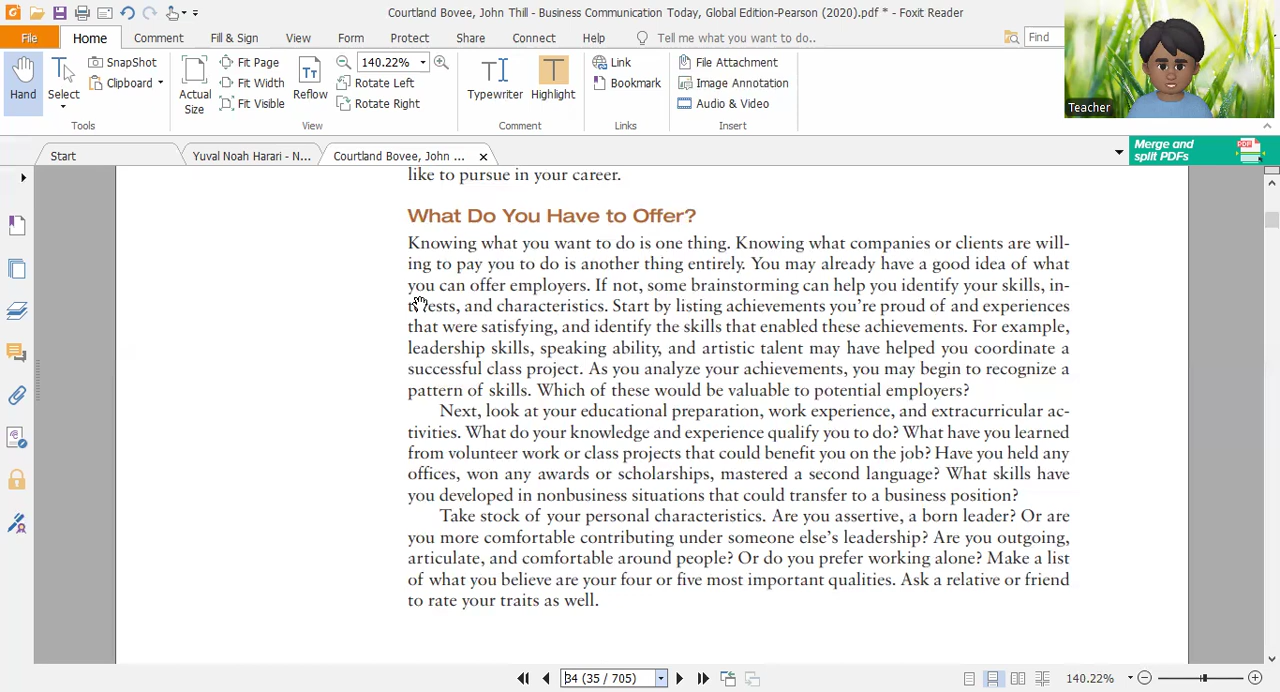 Courtland Bovee, John Thill - Business Communication Today, Global Edition-Pearson (2020).pdf * - Foxit Reader
File Home Comment Fill & Sign View Form Protect Share Connect Help Tell me what you want to do.. Find
Hand
Select
SnapShot
Clipboard
Tools
Actual Size
Fit Page
Fit Width
Fit Visible
Reflow
140.22%
Rotate Left
Rotate Right
View
Typewriter
Highlight
Comment
Link
Bookmark
Links
File Attachment
Image Annotation
Audio & Video
Insert
Teacher
Start
Yuval Noah Harari - N...
Courtland Bovee, John ...
Merge and
split PDFs
like to pursue in your career.
What Do You Have to Offer?
Knowing what you want to do is one thing. Knowing what companies or clients are will-
ing to pay you to do is another thing entirely. You may already have a good idea of what
you can offer employers. If not, some brainstorming can help you identify your skills, in-
terests, and characteristics. Start by listing achievements you're proud of and experiences
that were satisfying, and identify the skills that enabled these achievements. For example,
leadership skills, speaking ability, and artistic talent may have helped you coordinate a
successful class project. As you analyze your achievements, you may begin to recognize a
pattern of skills. Which of these would be valuable to potential employers?
Next, look at your educational preparation, work experience, and extracurricular ac-
tivities. What do your knowledge and experience qualify you to do? What have you learned
from volunteer work or class projects that could benefit you on the job? Have you held any
offices, won any awards or scholarships, mastered a second language? What skills have
you developed in nonbusiness situations that could transfer to a business position?
Take stock of your personal characteristics. Are you assertive, a born leader? Or are
you more comfortable contributing under someone else's leadership? Are you outgoing,
articulate, and comfortable around people? Or do you prefer working alone? Make a list
of what you believe are your four or five most important qualities. Ask a relative or friend
to rate your traits as well.
34 (35 / 705)
140.22%